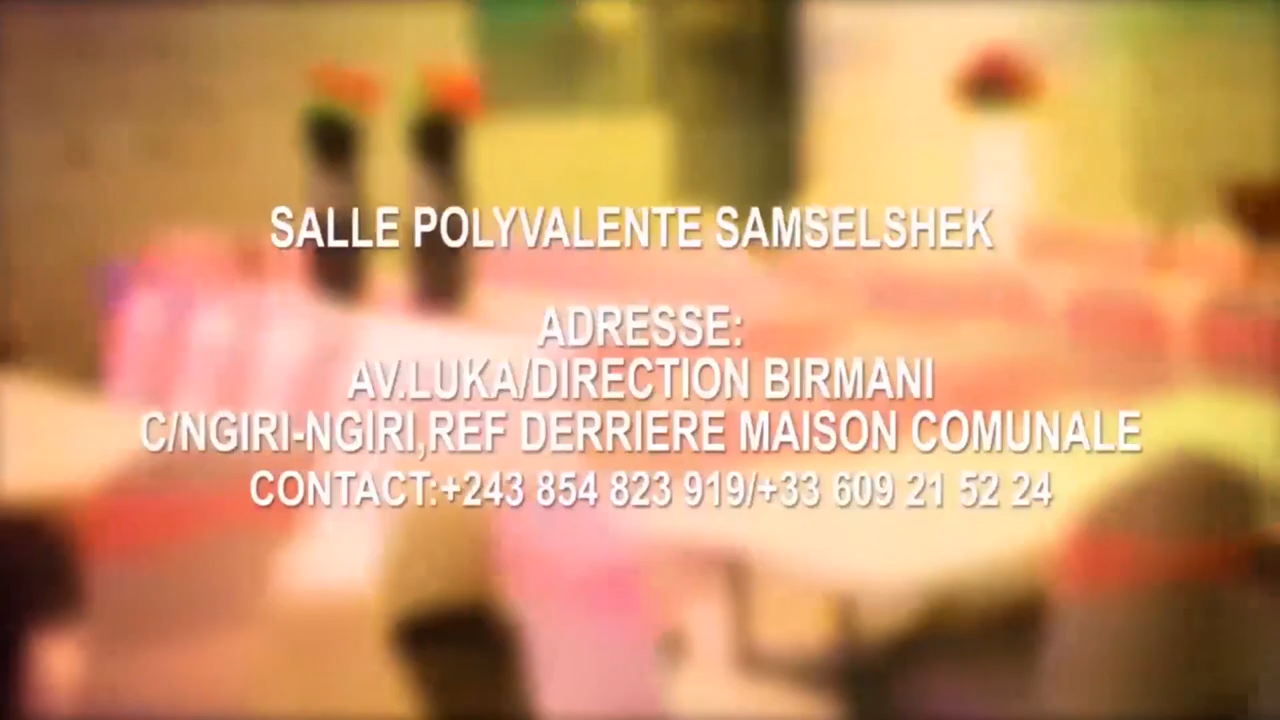 SALLE POLYVALENTE SAMSELSHEK
ADRESSE:
AV.LUKA/DIRECTION BIRMANI
C/NGIRI-NGIRI,REF DERRIERE MAISON COMUNALE
CONTACT:+243 854 823 919/+33 609 21 52 24